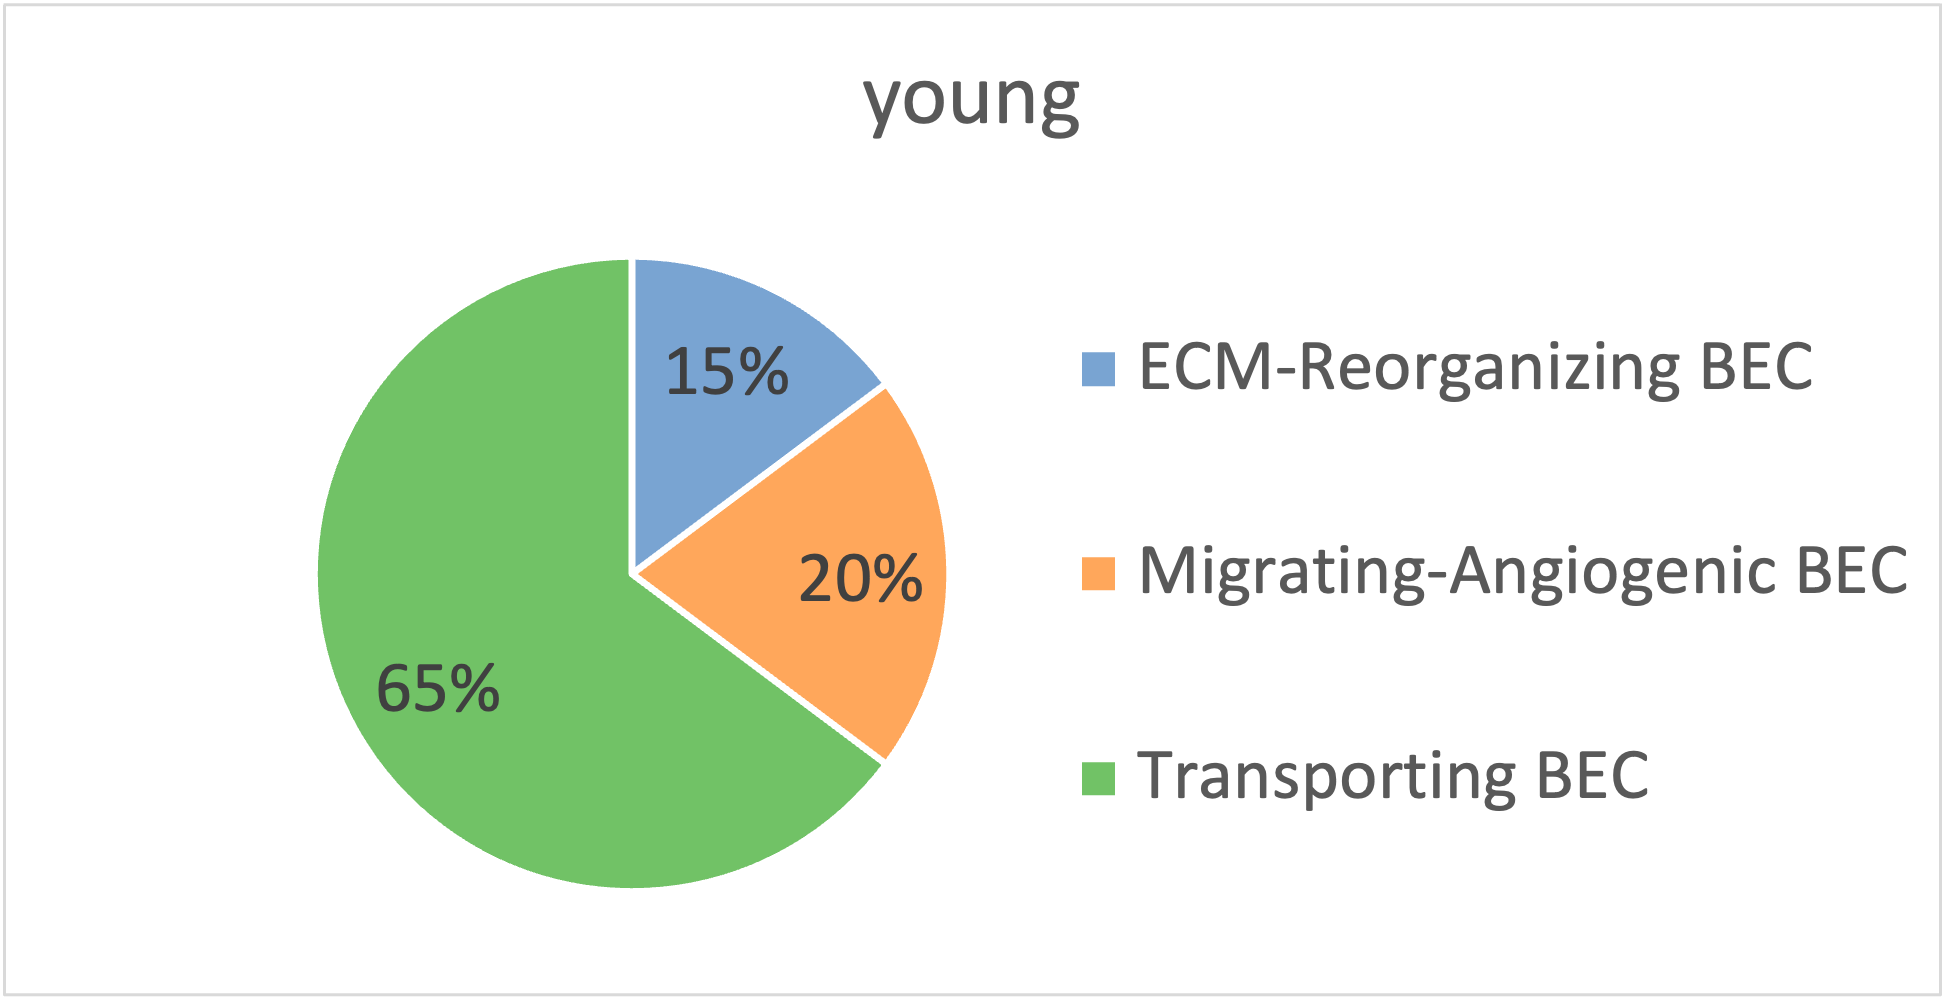 young
15%
20%
65%
ECM-Reorganizing BEC
Migrating-Angiogenic BEC
Transporting BEC